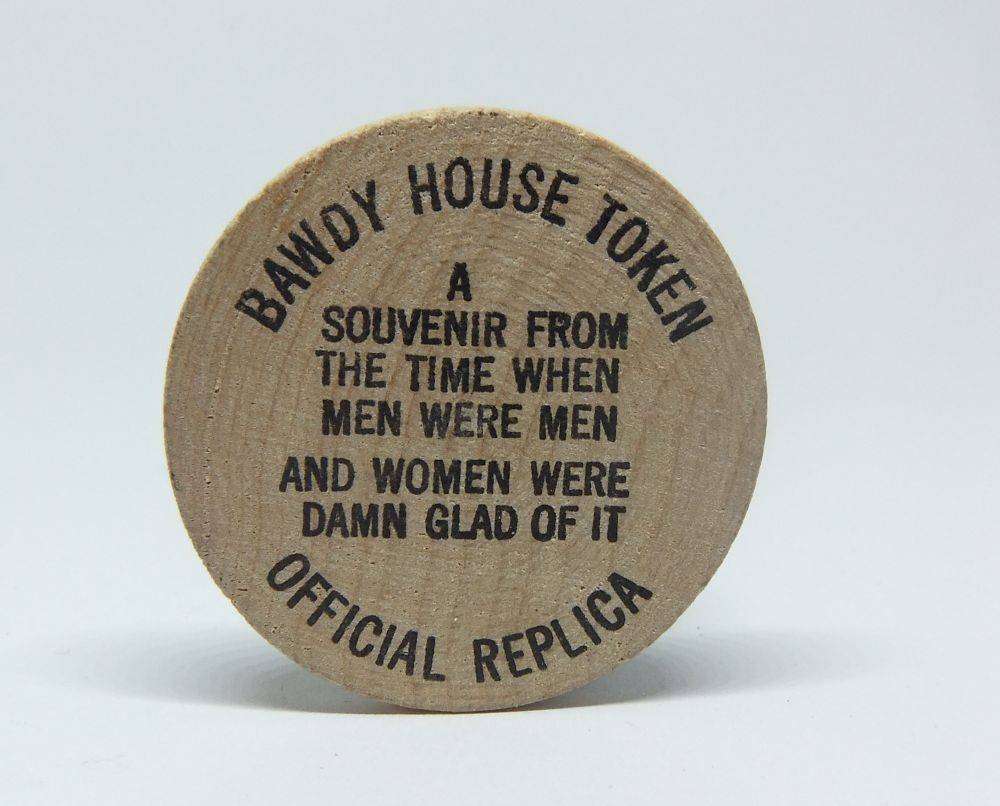 BAWDY HOUSE TOKEN
A
SOUVENIR FROM
THE TIME WHEN
MEN WERE MEN
AND WOMEN WERE
DAMN GLAD OF IT
OFFICIAL REPLICA